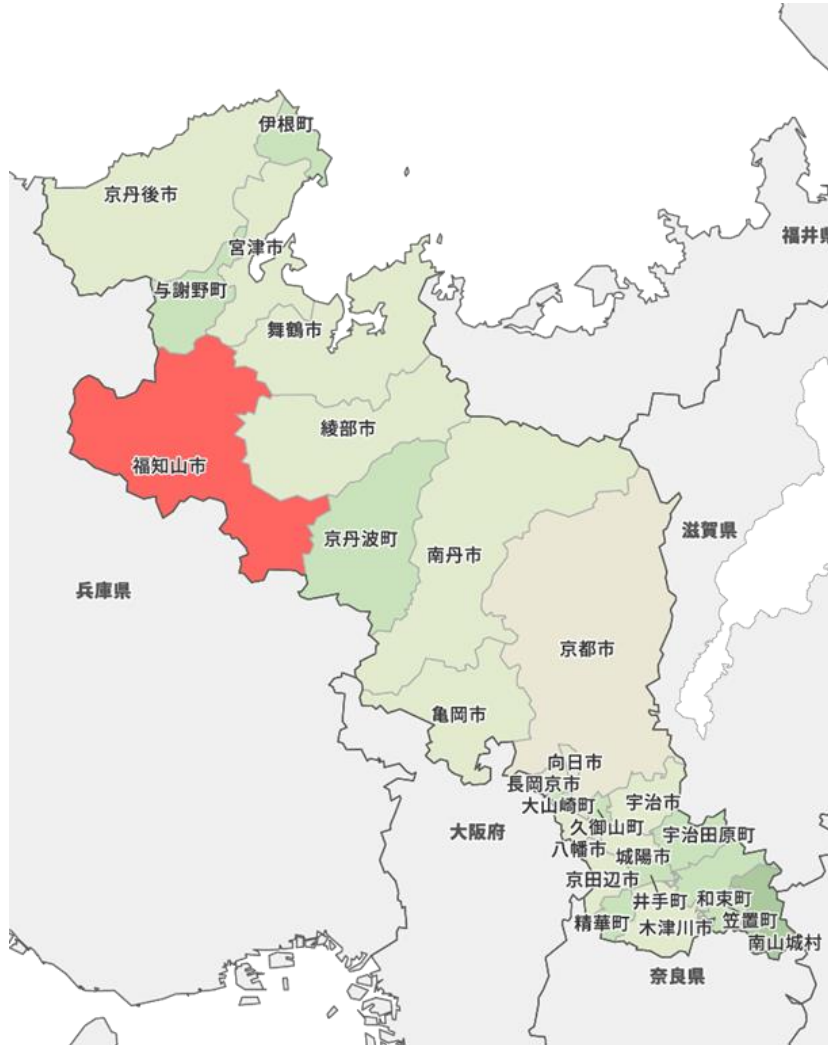 伊根町
京丹後市
福井県
宮津市
与謝野町
舞鶴市
綾部市
福知山市
滋賀県
京丹波町
南丹市
兵庫県
京都市
亀岡市
向日市
長岡京市
大山崎町
宇治市
大阪府
久御山町
宇治田原町
八幡市
城陽市
京田辺市
井手町
和束町
精華町
木津川市
笠置町
南山城村
奈良県